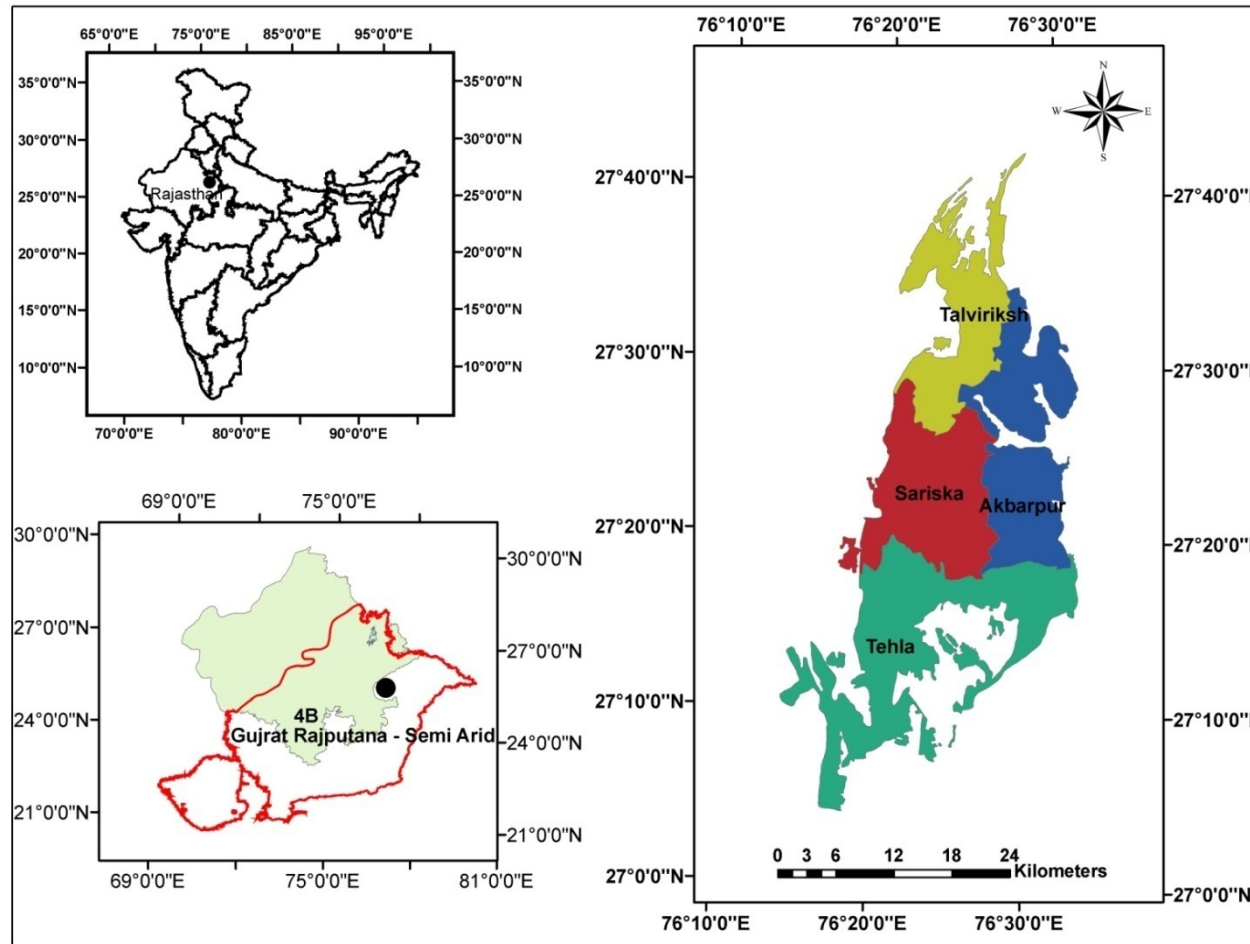 65°0'0"E 75°0'0"E 85°0'0"E 95°0'0"E
35°0'0"N
30°0'0"N
25°0'0"N
20°0'0"N
15°0'0"N
10°0'0"N
35°0'0"N
30°0'0"N
25°0'0"N
20°0'0"N
15°0'0"N
10°0'0"N
Rajasthan
70°0'0"E 80°0'0"E 90°0'0"E
69°0'0"E 75°0'0"E
30°0'0"N
27°0'0"N
24°0'0"N
21°0'0"N
30°0'0"N
27°0'0"N
24°0'0"N
21°0'0"N
4B
Gujrat Rajputana - Semi Arid
69°0'0"E 75°0'0"E 81°0'0"E
76°10'0"E 76°20'0"E 76°30'0"E
N
W E
S
27°40'0"N
27°30'0"N
27°20'0"N
27°10'0"N
27°0'0"N
27°40'0"N
27°30'0"N
27°20'0"N
27°10'0"N
27°0'0"N
Talviriksh
Sariska
Akbarpur
Tehla
0 3 6 12 18 24
Kilometers
76°10'0"E 76°20'0"E 76°30'0"E